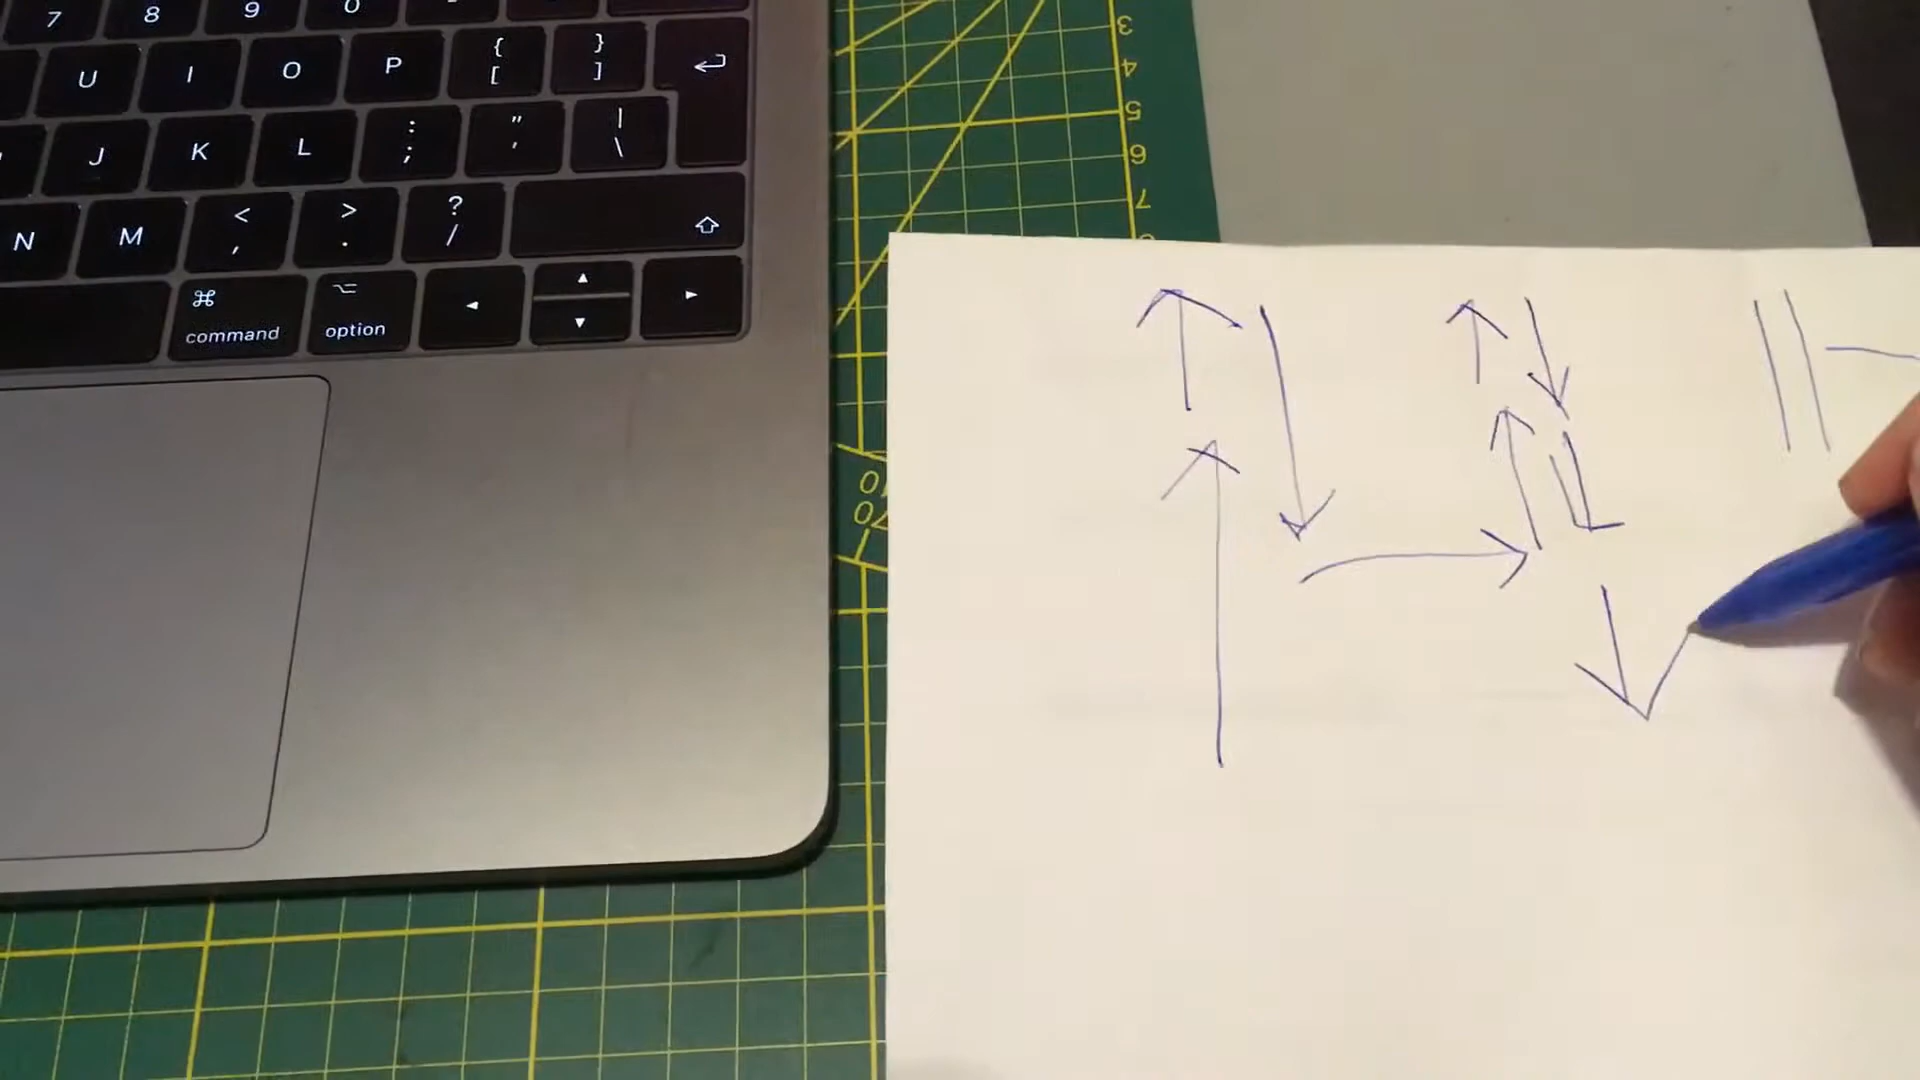 7 8 9 0
U I O P { [ } ]
J K L : ; " ' | \
N M < , > . ? /
⌘ command ⌥ option ◄ ▲ ▼ ►
3
4
5
6
7